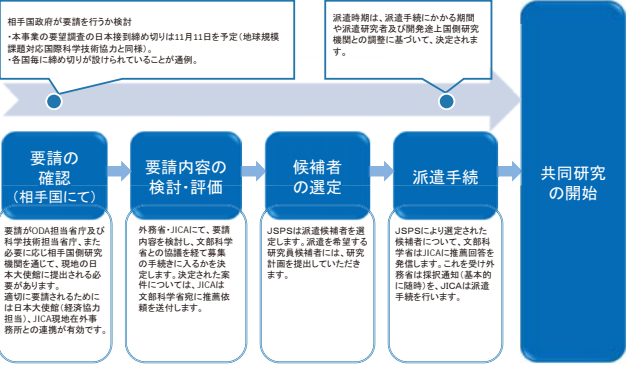 相手国政府が要請を行うか検討
・本事業の要望調査の日本接到締め切りは11月11日を予定(地球規模
課題対応国際科学技術協力と同様)。
・各国毎に締め切りが設けられていることが通例。
派遣時期は、派遣手続にかかる期間
や派遣研究者及び開発途上国側研究
機関との調整に基づいて、決定されま
す。
要請の
確認
(相手国にて)
要請がODA担当省庁及び
科学技術担当省庁、また
必要に応じ相手国側研究
機関を通じて、現地の日
本大使館に提出される必
要があります。
適切に要請されるために
は日本大使館(経済協力
担当)、JICA現地在外事
務所との連携が有効です。
要請内容の
検討・評価
外務省・JICAにて、要請
内容を検討し、文部科学
省との協議を経て募集
の手続きに入るかを決
定します。決定された案
件については、JICAは
文部科学省宛に推薦依
頼を送付します。
候補者
の選定
JSPSは派遣候補者を選
定します。派遣を希望する
研究員候補者には、研究
計画を提出していただき
ます。
派遣手続
JSPSにより選定された
候補者について、文部科
学省はJICAに推薦回答を
発信します。これを受け外
務省は採択通知(基本的
に随時)を、JICAは派遣
手続を行います。
共同研究
の開始